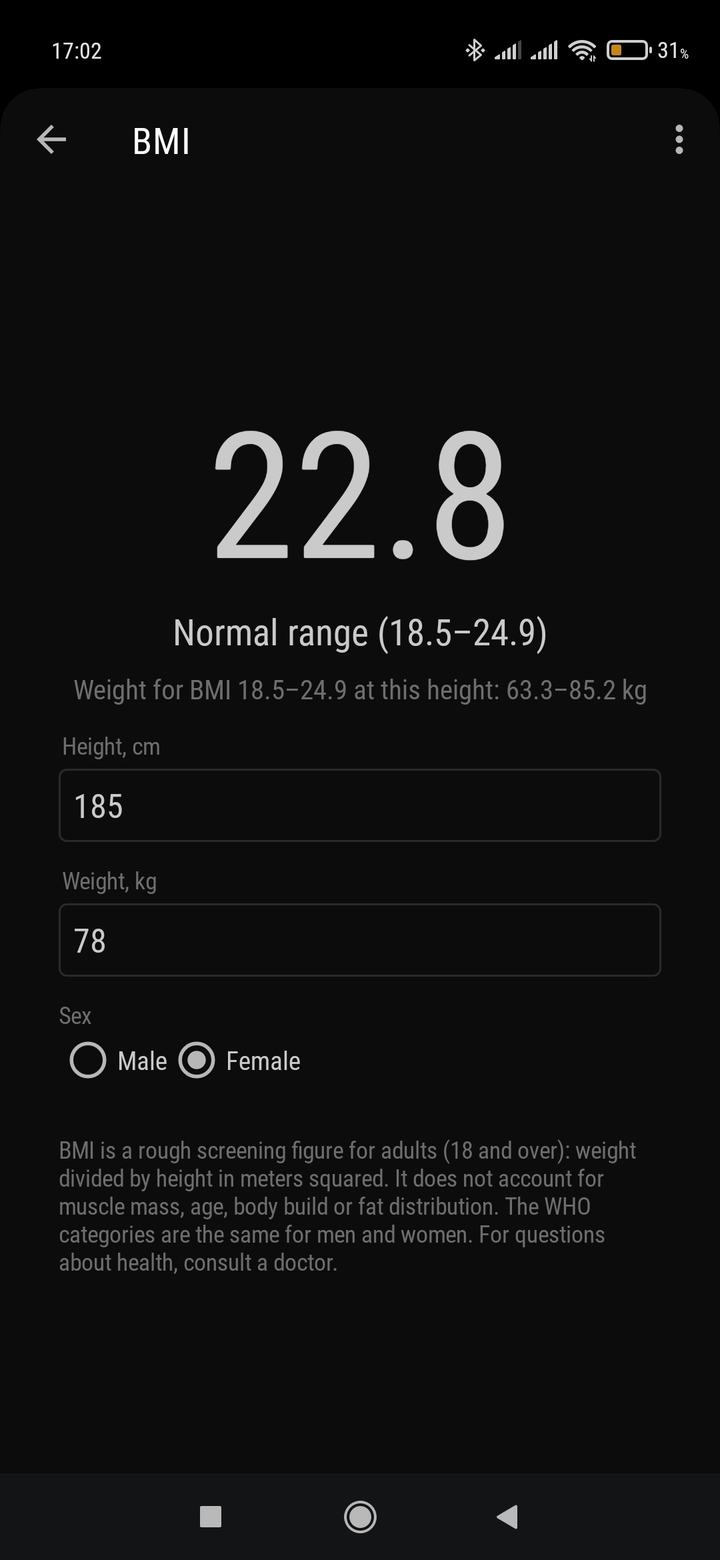 17:02
31%
BMI
22.8
Normal range (18.5–24.9)
Weight for BMI 18.5–24.9 at this height: 63.3–85.2 kg
Height, cm
185
Weight, kg
78
Sex
Male Female
BMI is a rough screening figure for adults (18 and over): weight
divided by height in meters squared. It does not account for
muscle mass, age, body build or fat distribution. The WHO
categories are the same for men and women. For questions
about health, consult a doctor.